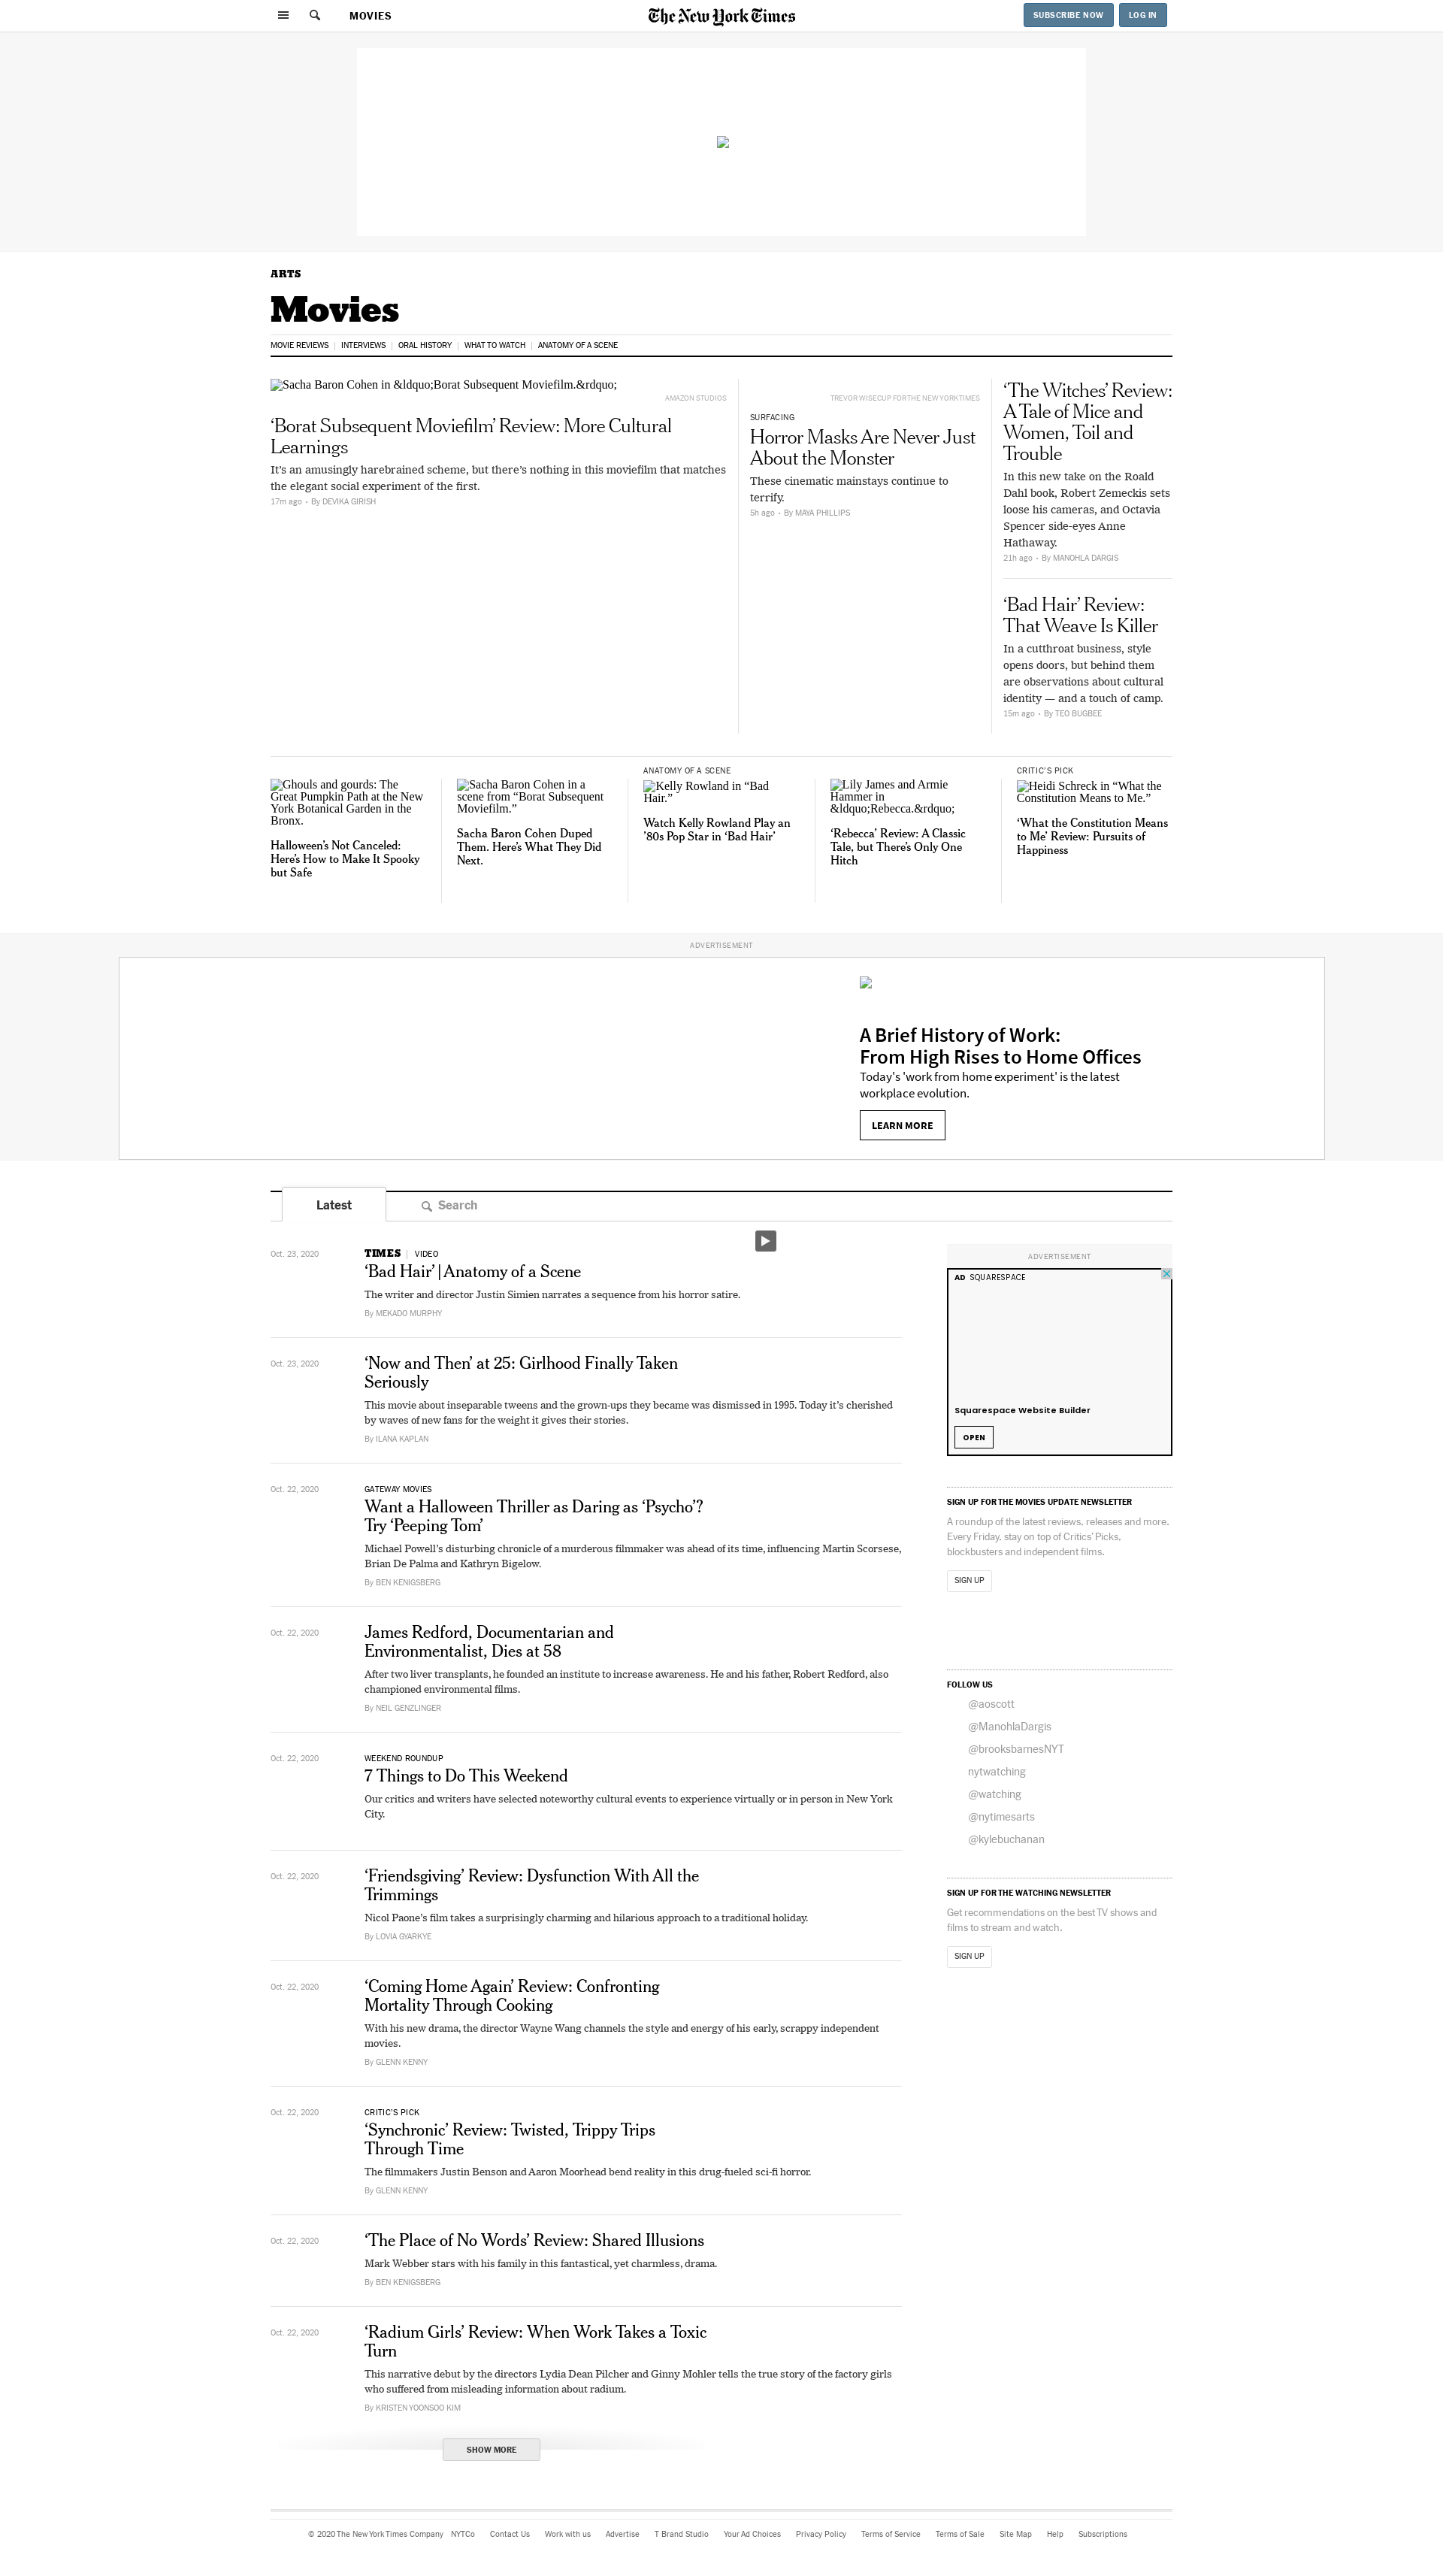 MOVIES
The New York Times
SUBSCRIBE NOW
LOG IN
ARTS
Movies
MOVIE REVIEWS | INTERVIEWS | ORAL HISTORY | WHAT TO WATCH | ANATOMY OF A SCENE
Sacha Baron Cohen in &ldquo;Borat Subsequent Moviefilm.&rdquo;
AMAZON STUDIOS
‘Borat Subsequent Moviefilm’ Review: More Cultural
Learnings
It’s an amusingly harebrained scheme, but there’s nothing in this moviefilm that matches
the elegant social experiment of the first.
17m ago • By DEVIKA GIRISH
TREVOR WISECUP FOR THE NEW YORK TIMES
SURFACING
Horror Masks Are Never Just
About the Monster
These cinematic mainstays continue to
terrify.
5h ago • By MAYA PHILLIPS
‘The Witches’ Review:
A Tale of Mice and
Women, Toil and
Trouble
In this new take on the Roald
Dahl book, Robert Zemeckis sets
loose his cameras, and Octavia
Spencer side-eyes Anne
Hathaway.
21h ago • By MANOHLA DARGIS
‘Bad Hair’ Review:
That Weave Is Killer
In a cutthroat business, style
opens doors, but behind them
are observations about cultural
identity — and a touch of camp.
15m ago • By TEO BUGBEE
Ghouls and gourds: The
Great Pumpkin Path at the New
York Botanical Garden in the
Bronx.
Halloween’s Not Canceled:
Here’s How to Make It Spooky
but Safe
Sacha Baron Cohen in a
scene from “Borat Subsequent
Moviefilm.”
Sacha Baron Cohen Duped
Them. Here’s What They Did
Next.
ANATOMY OF A SCENE
Kelly Rowland in “Bad
Hair.”
Watch Kelly Rowland Play an
’80s Pop Star in ‘Bad Hair’
Lily James and Armie
Hammer in
&ldquo;Rebecca.&rdquo;
‘Rebecca’ Review: A Classic
Tale, but There’s Only One
Hitch
CRITIC’S PICK
Heidi Schreck in “What the
Constitution Means to Me.”
‘What the Constitution Means
to Me’ Review: Pursuits of
Happiness
ADVERTISEMENT
A Brief History of Work:
From High Rises to Home Offices
Today's 'work from home experiment' is the latest
workplace evolution.
LEARN MORE
Latest
Search
Oct. 23, 2020
TIMES | VIDEO
‘Bad Hair’ | Anatomy of a Scene
The writer and director Justin Simien narrates a sequence from his horror satire.
By MEKADO MURPHY
Oct. 23, 2020
‘Now and Then’ at 25: Girlhood Finally Taken
Seriously
This movie about inseparable tweens and the grown-ups they became was dismissed in 1995. Today it’s cherished
by waves of new fans for the weight it gives their stories.
By ILANA KAPLAN
Oct. 22, 2020
GATEWAY MOVIES
Want a Halloween Thriller as Daring as ‘Psycho’?
Try ‘Peeping Tom’
Michael Powell’s disturbing chronicle of a murderous filmmaker was ahead of its time, influencing Martin Scorsese,
Brian De Palma and Kathryn Bigelow.
By BEN KENIGSBERG
Oct. 22, 2020
James Redford, Documentarian and
Environmentalist, Dies at 58
After two liver transplants, he founded an institute to increase awareness. He and his father, Robert Redford, also
championed environmental films.
By NEIL GENZLINGER
Oct. 22, 2020
WEEKEND ROUNDUP
7 Things to Do This Weekend
Our critics and writers have selected noteworthy cultural events to experience virtually or in person in New York
City.
Oct. 22, 2020
‘Friendsgiving’ Review: Dysfunction With All the
Trimmings
Nicol Paone’s film takes a surprisingly charming and hilarious approach to a traditional holiday.
By LOVIA GYARKYE
Oct. 22, 2020
‘Coming Home Again’ Review: Confronting
Mortality Through Cooking
With his new drama, the director Wayne Wang channels the style and energy of his early, scrappy independent
movies.
By GLENN KENNY
Oct. 22, 2020
CRITIC’S PICK
‘Synchronic’ Review: Twisted, Trippy Trips
Through Time
The filmmakers Justin Benson and Aaron Moorhead bend reality in this drug-fueled sci-fi horror.
By GLENN KENNY
Oct. 22, 2020
‘The Place of No Words’ Review: Shared Illusions
Mark Webber stars with his family in this fantastical, yet charmless, drama.
By BEN KENIGSBERG
Oct. 22, 2020
‘Radium Girls’ Review: When Work Takes a Toxic
Turn
This narrative debut by the directors Lydia Dean Pilcher and Ginny Mohler tells the true story of the factory girls
who suffered from misleading information about radium.
By KRISTEN YOONSOO KIM
SHOW MORE
ADVERTISEMENT
AD SQUARESPACE
Squarespace Website Builder
OPEN
SIGN UP FOR THE MOVIES UPDATE NEWSLETTER
A roundup of the latest reviews, releases and more.
Every Friday, stay on top of Critics’ Picks,
blockbusters and independent films.
SIGN UP
FOLLOW US
@aoscott
@ManohlaDargis
@brooksbarnesNYT
nytwatching
@watching
@nytimesarts
@kylebuchanan
SIGN UP FOR THE WATCHING NEWSLETTER
Get recommendations on the best TV shows and
films to stream and watch.
SIGN UP
© 2020 The New York Times Company NYTCo Contact Us Work with us Advertise T Brand Studio Your Ad Choices Privacy Policy Terms of Service Terms of Sale Site Map Help Subscriptions